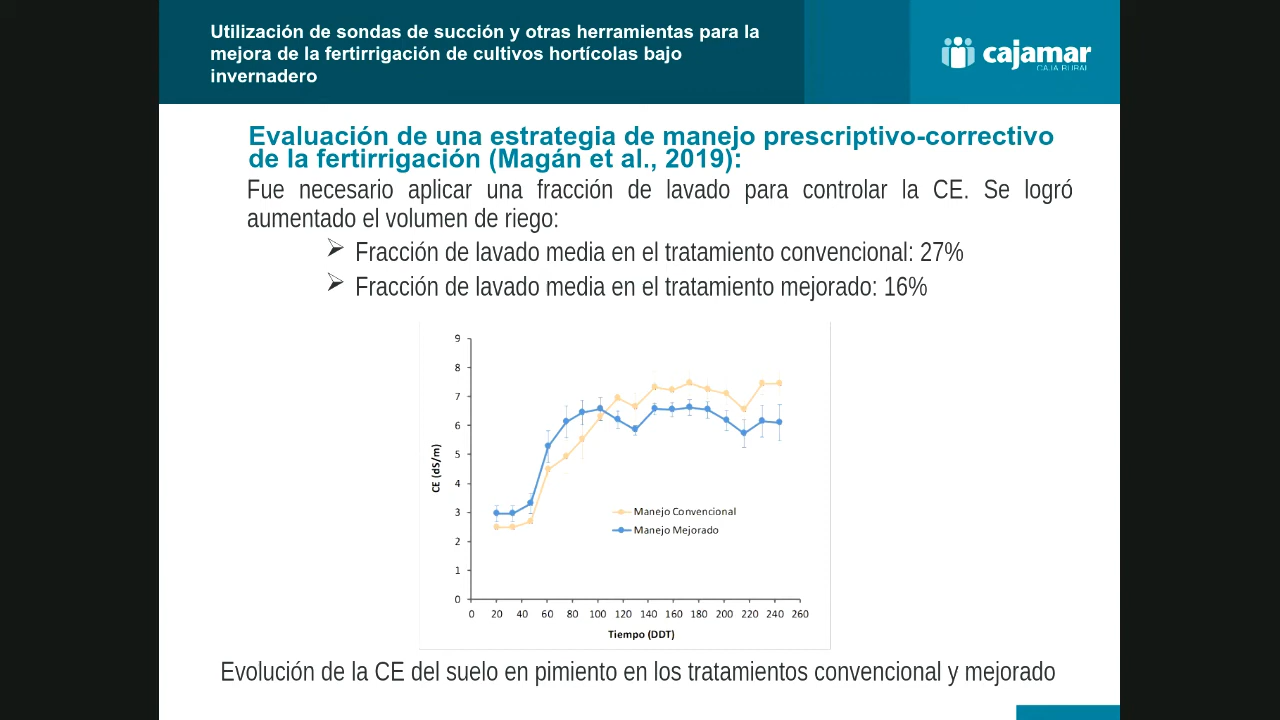 Utilización de sondas de succión y otras herramientas para la
mejora de la fertirrigación de cultivos hortícolas bajo
invernadero
cajamar
CAJA RURAL
Evaluación de una estrategia de manejo prescriptivo-correctivo
de la fertirrigación (Magán et al., 2019):
Fue necesario aplicar una fracción de lavado para controlar la CE. Se logró
aumentado el volumen de riego:
Fracción de lavado media en el tratamiento convencional: 27%
Fracción de lavado media en el tratamiento mejorado: 16%
9
8
7
6
5
4
3
2
1
0
CE (dS/m)
Manejo Convencional
Manejo Mejorado
0 20 40 60 80 100 120 140 160 180 200 220 240 260
Tiempo (DDT)
Evolución de la CE del suelo en pimiento en los tratamientos convencional y mejorado